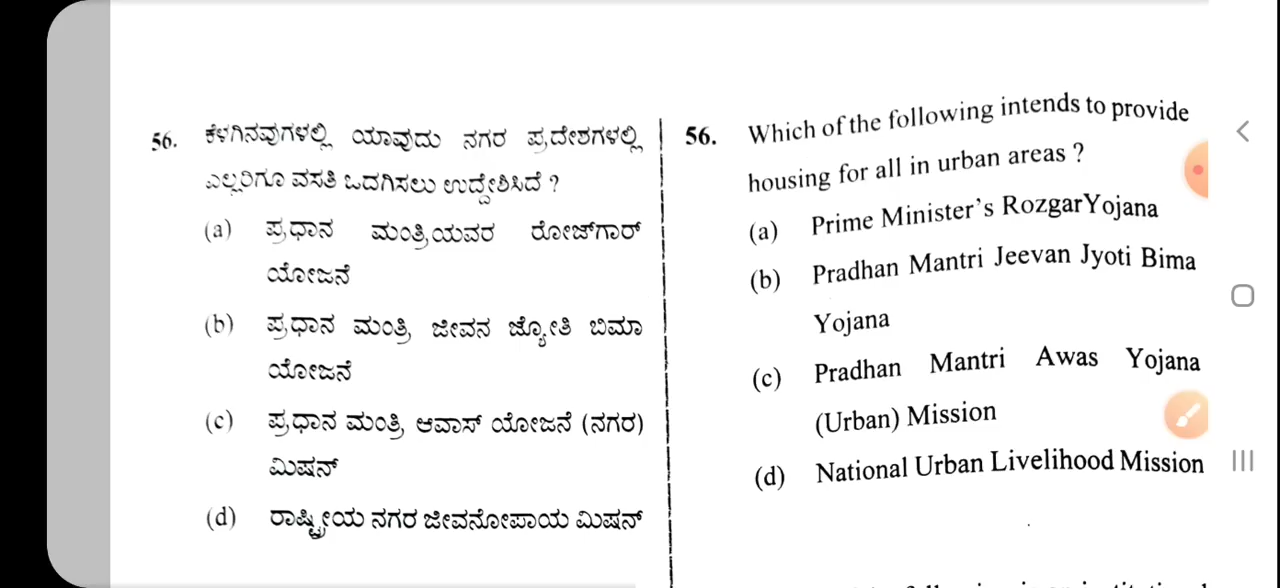 56. ಕೆಳಗಿನವುಗಳಲ್ಲಿ ಯಾವುದು ನಗರ ಪ್ರದೇಶಗಳಲ್ಲಿ
ಎಲ್ಲರಿಗೂ ವಸತಿ ಒದಗಿಸಲು ಉದ್ದೇಶಿಸಿದೆ ?
(a) ಪ್ರಧಾನ ಮಂತ್ರಿಯವರ ರೋಜ್‌ಗಾರ್
ಯೋಜನೆ
(b) ಪ್ರಧಾನ ಮಂತ್ರಿ ಜೀವನ ಜ್ಯೋತಿ ಬಿಮಾ
ಯೋಜನೆ
(c) ಪ್ರಧಾನ ಮಂತ್ರಿ ಆವಾಸ್ ಯೋಜನೆ (ನಗರ)
ಮಿಷನ್
(d) ರಾಷ್ಟ್ರೀಯ ನಗರ ಜೀವನೋಪಾಯ ಮಿಷನ್
56. Which of the following intends to provide
housing for all in urban areas ?
(a) Prime Minister's RozgarYojana
(b) Pradhan Mantri Jeevan Jyoti Bima
Yojana
(c) Pradhan Mantri Awas Yojana
(Urban) Mission
(d) National Urban Livelihood Mission